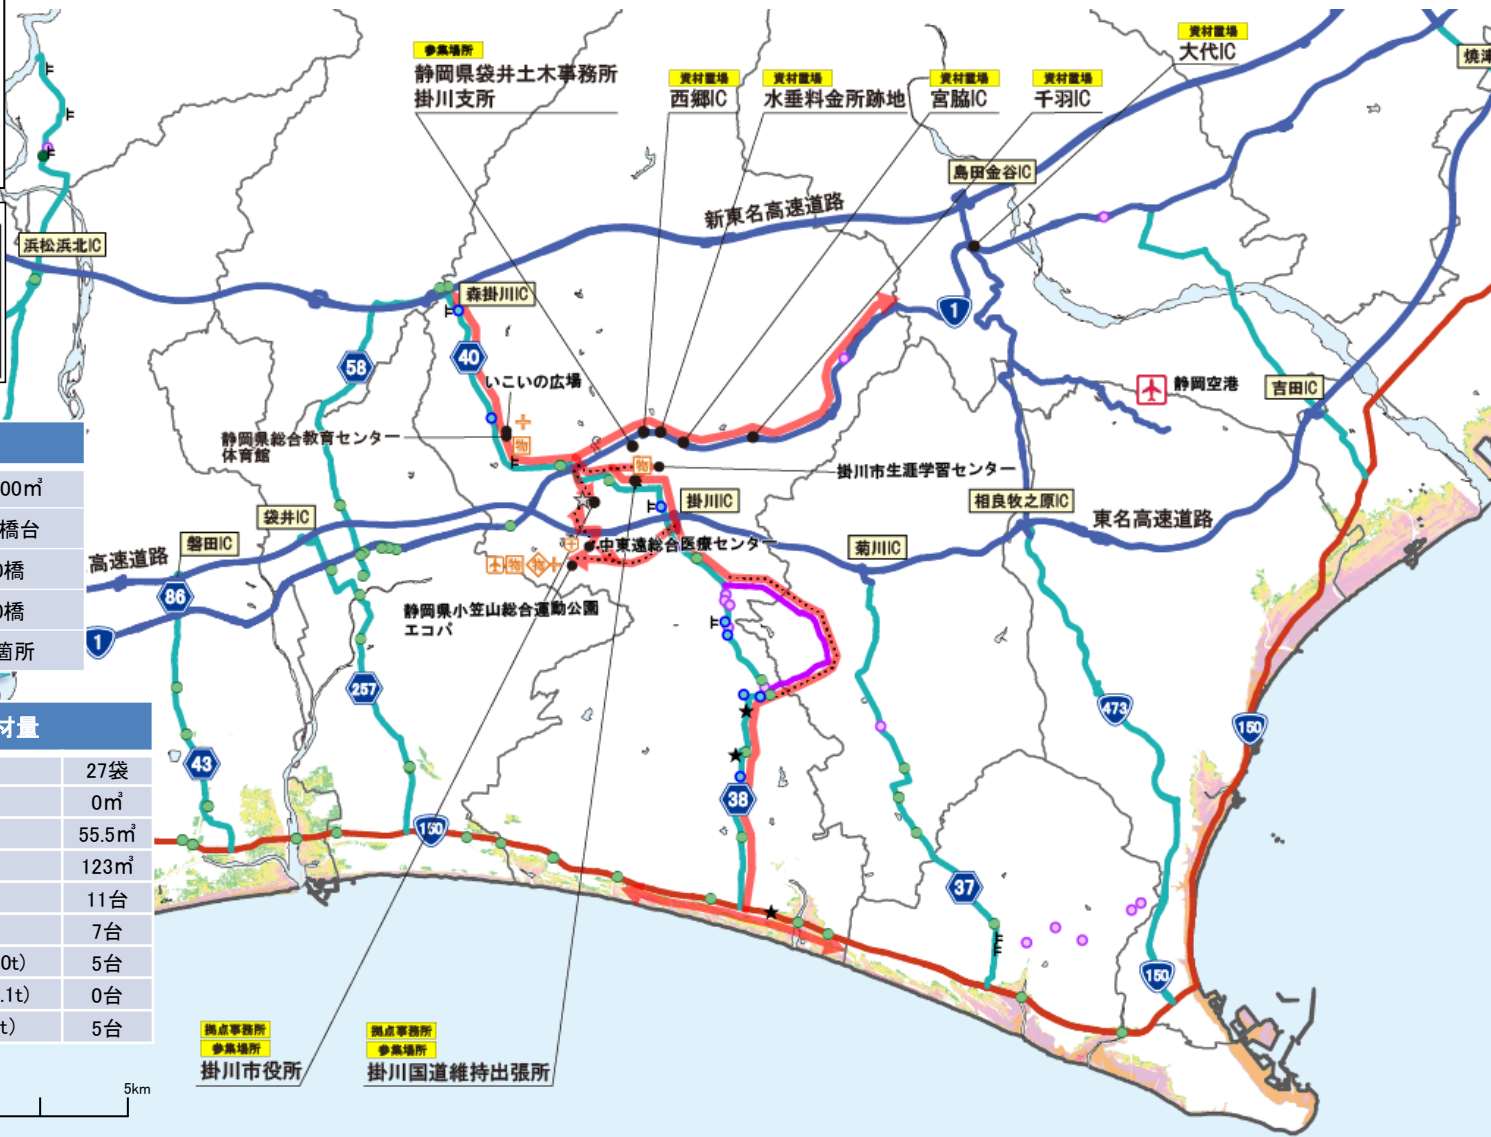 参集場所
静岡県袋井土木事務所
掛川支所
資材置場
西郷IC
資材置場
水垂料金所跡地
資材置場
宮脇IC
資材置場
千羽IC
資材置場
大代IC
焼津
島田金谷IC
新東名高速道路
浜松浜北IC
森掛川IC
1
58
40
いこいの広場
静岡空港
吉田IC
静岡県総合教育センター
体育館
物
物
掛川市生涯学習センター
掛川IC
相良牧之原IC
東名高速道路
袋井IC
磐田IC
高速道路
中東遠総合医療センター
菊川IC
物
物
86
静岡県小笠山総合運動公園
エコパ
1
257
473
150
43
38
150
37
150
00㎥
橋台
0橋
0橋
箇所
材量
27袋
0㎥
55.5㎥
123㎥
11台
7台
0t) 5台
.1t) 0台
t) 5台
拠点事務所
参集場所
掛川市役所
拠点事務所
参集場所
掛川国道維持出張所
5km